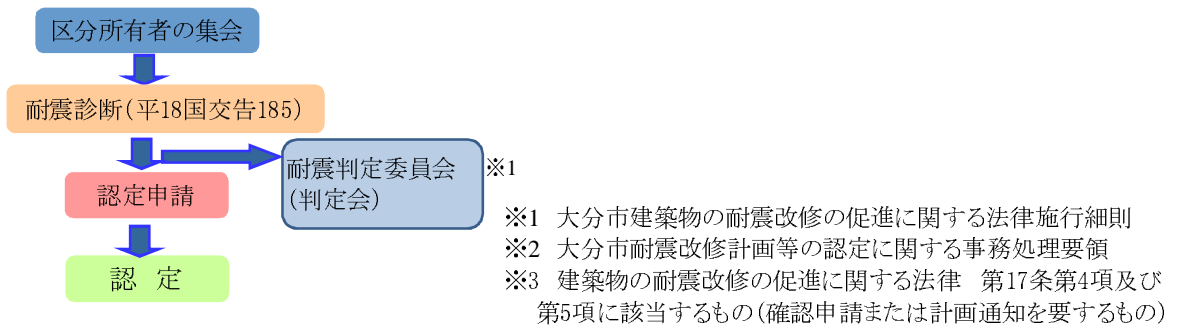 区分所有者の集会
耐震診断(平18国交告185)
耐震判定委員会
(判定会)
※1
認定申請
認 定
※1 大分市建築物の耐震改修の促進に関する法律施行細則
※2 大分市耐震改修計画等の認定に関する事務処理要領
※3 建築物の耐震改修の促進に関する法律 第17条第4項及び
第5項に該当するもの(確認申請または計画通知を要するもの)